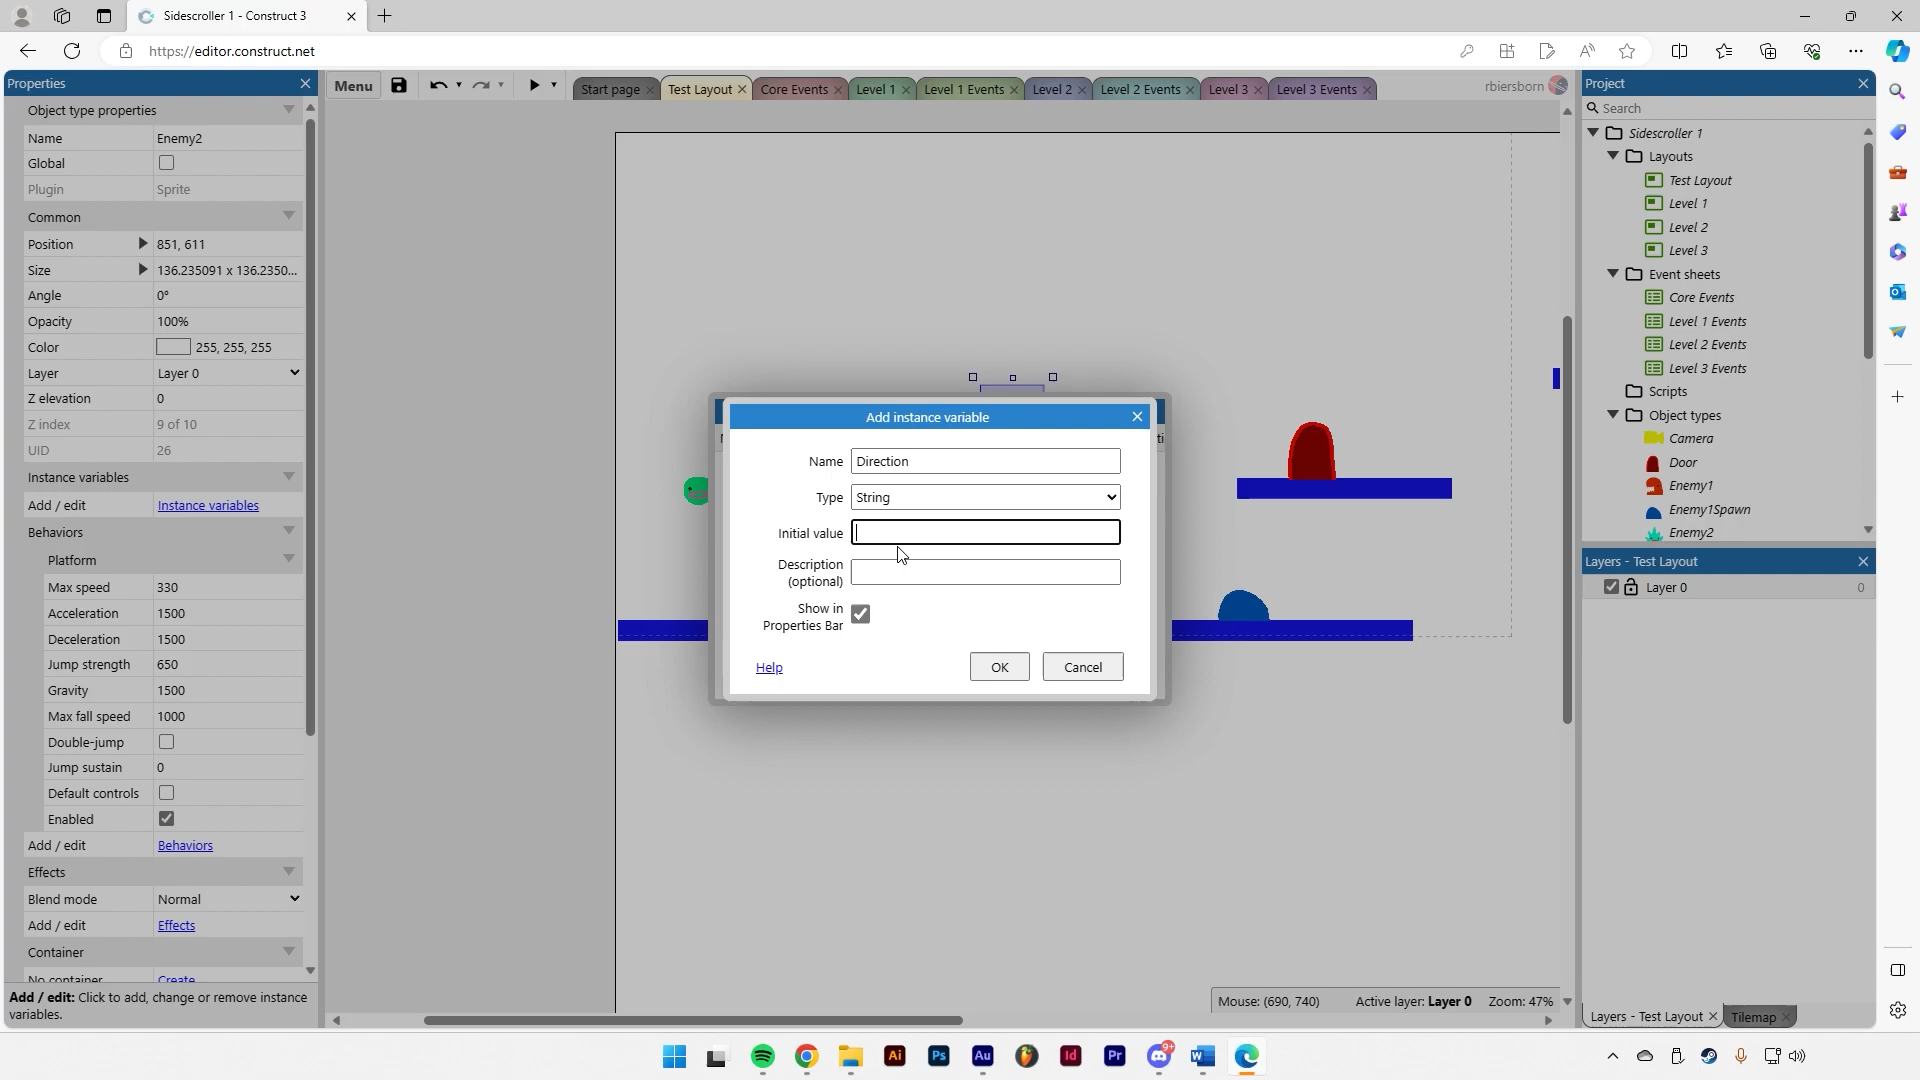 Sidescroller 1 - Construct 3
https://editor.construct.net
Properties
Menu
Start page
Test Layout
Core Events
Level 1
Level 1 Events
Level 2
Level 2 Events
Level 3
Level 3 Events
rbiersborn
Object type properties
Name Enemy2
Global
Plugin Sprite
Common
Position 851, 611
Size 136.235091 x 136.2350...
Angle 0°
Opacity 100%
Color 255, 255, 255
Layer Layer 0
Z elevation 0
Z index 9 of 10
UID 26
Instance variables
Add / edit Instance variables
Behaviors
Platform
Max speed 330
Acceleration 1500
Deceleration 1500
Jump strength 650
Gravity 1500
Max fall speed 1000
Double-jump
Jump sustain 0
Default controls
Enabled
Add / edit Behaviors
Effects
Blend mode Normal
Add / edit Effects
Container
No container Create
Add / edit: Click to add, change or remove instance
variables.
Add instance variable
Name Direction
Type String
Initial value
Description
(optional)
Show in
Properties Bar
Help
OK
Cancel
Mouse: (690, 740) Active layer: Layer 0 Zoom: 47%
Project
Search
Sidescroller 1
Layouts
Test Layout
Level 1
Level 2
Level 3
Event sheets
Core Events
Level 1 Events
Level 2 Events
Level 3 Events
Scripts
Object types
Camera
Door
Enemy1
Enemy1Spawn
Enemy2
Layers - Test Layout
Layer 0 0
Layers - Test Layout
Tilemap
Ai
Ps
Au
Id
Pr
9+